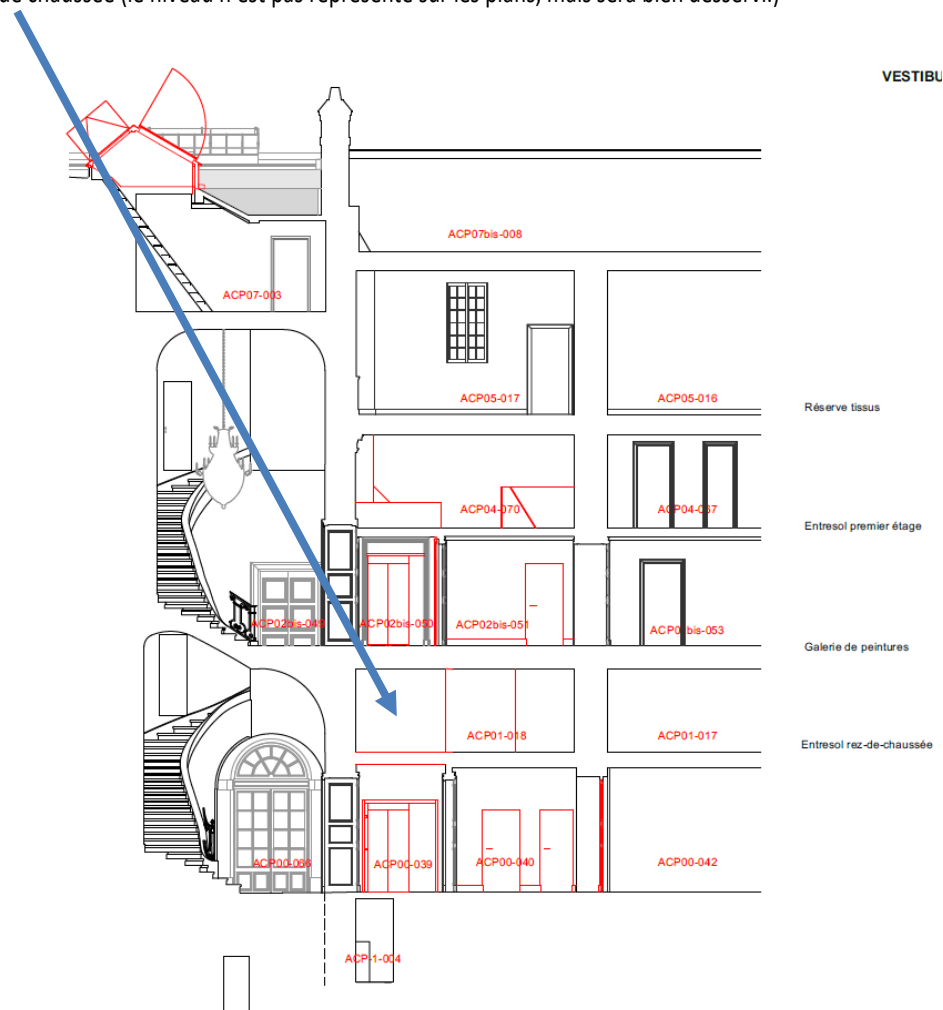 de chaussée (le niveau n'est pas représenté sur les plans, mais sera bien desservi.)
VESTIBU
ACP07bis-008
ACP07-003
ACP05-017
ACP05-016
Réserve tissus
ACP04-070
ACP04-067
Entresol premier étage
ACP02bis-049
ACP02bis-050
ACP02bis-051
ACP02bis-053
Galerie de peintures
ACP01-018
ACP01-017
Entresol rez-de-chaussée
ACP00-066
ACP00-039
ACP00-040
ACP00-042
ACP-1-004